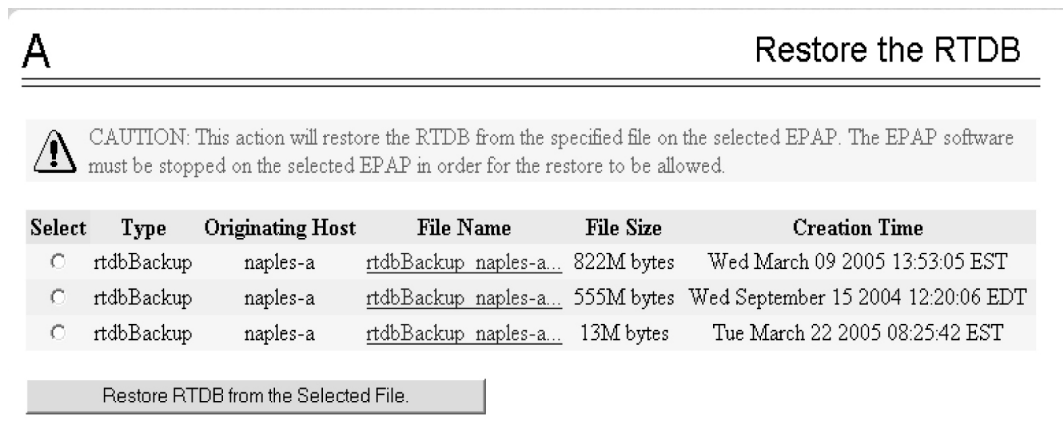 A Restore the RTDB
CAUTION: This action will restore the RTDB from the specified file on the selected EPAP. The EPAP software
must be stopped on the selected EPAP in order for the restore to be allowed.
Select Type Originating Host File Name File Size Creation Time
rtdbBackup naples-a rtdbBackup_naples-a... 822M bytes Wed March 09 2005 13:53:05 EST
rtdbBackup naples-a rtdbBackup_naples-a... 555M bytes Wed September 15 2004 12:20:06 EDT
rtdbBackup naples-a rtdbBackup_naples-a... 13M bytes Tue March 22 2005 08:25:42 EST
Restore RTDB from the Selected File.